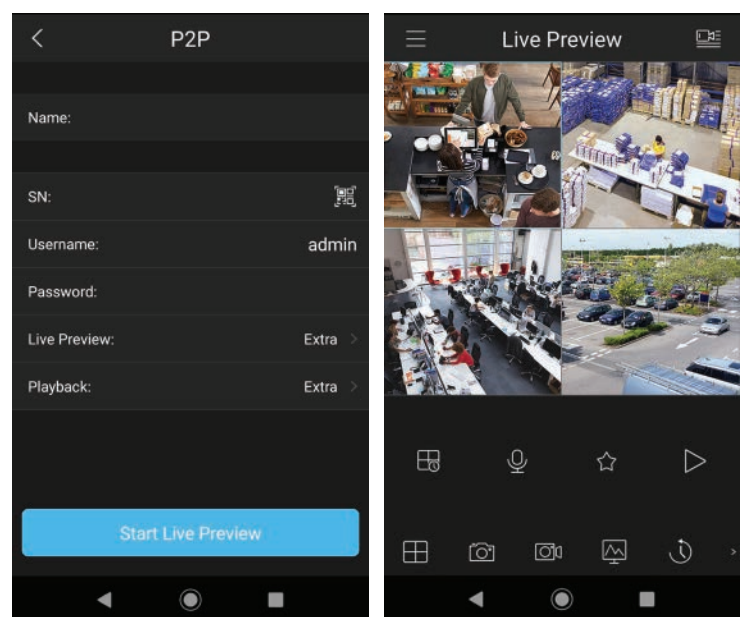 P2P
Name:
SN:
Username: admin
Password:
Live Preview: Extra
Playback: Extra
Start Live Preview
Live Preview